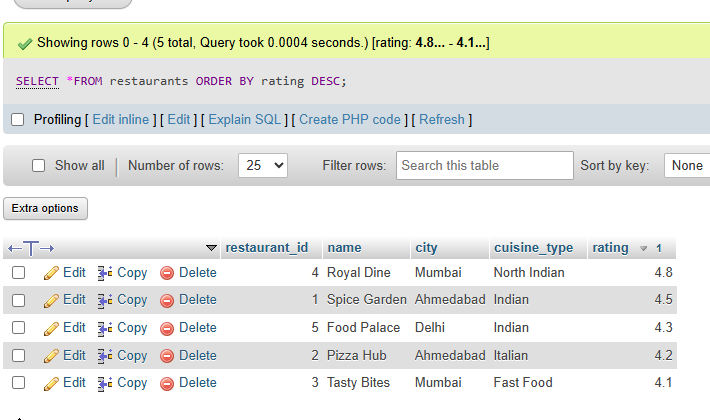 Showing rows 0 - 4 (5 total, Query took 0.0004 seconds.) [rating: 4.8... - 4.1...]
SELECT *FROM restaurants ORDER BY rating DESC;
Profiling [ Edit inline ] [ Edit ] [ Explain SQL ] [ Create PHP code ] [ Refresh ]
Show all Number of rows: 25 Filter rows: Search this table Sort by key: None
Extra options
restaurant_id name city cuisine_type rating 1
Edit Copy Delete 4 Royal Dine Mumbai North Indian 4.8
Edit Copy Delete 1 Spice Garden Ahmedabad Indian 4.5
Edit Copy Delete 5 Food Palace Delhi Indian 4.3
Edit Copy Delete 2 Pizza Hub Ahmedabad Italian 4.2
Edit Copy Delete 3 Tasty Bites Mumbai Fast Food 4.1